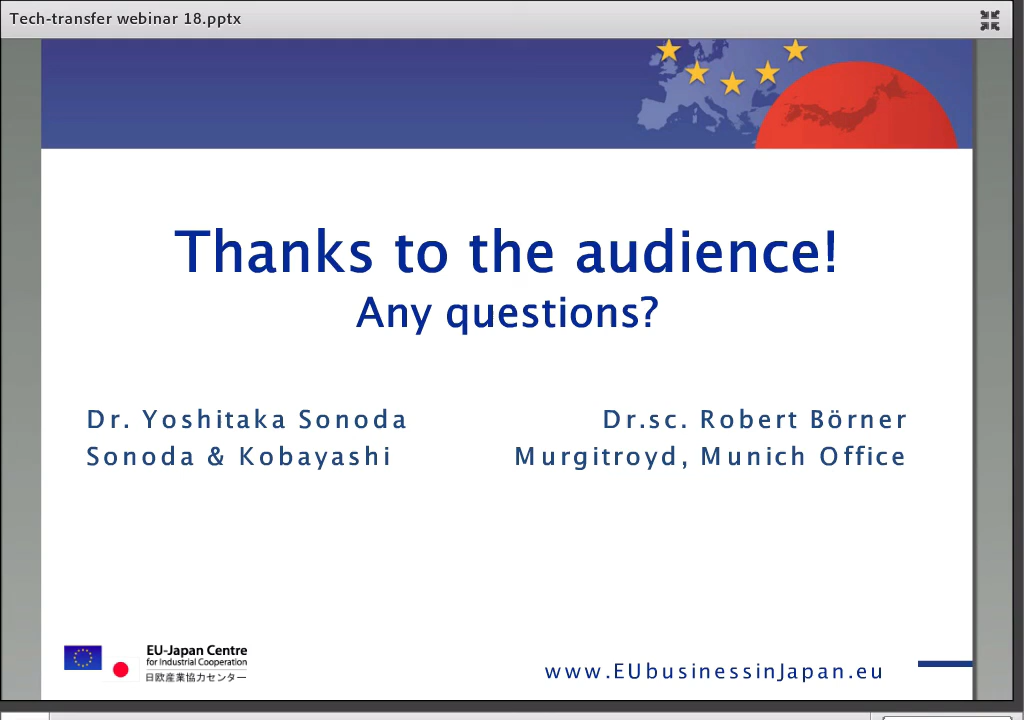 Tech-transfer webinar 18.pptx
Thanks to the audience!
Any questions?
Dr. Yoshitaka Sonoda
Sonoda & Kobayashi
Dr.sc. Robert Börner
Murgitroyd, Munich Office
EU-Japan Centre
for Industrial Cooperation
日欧産業協力センター
www.EUbusinessinJapan.eu